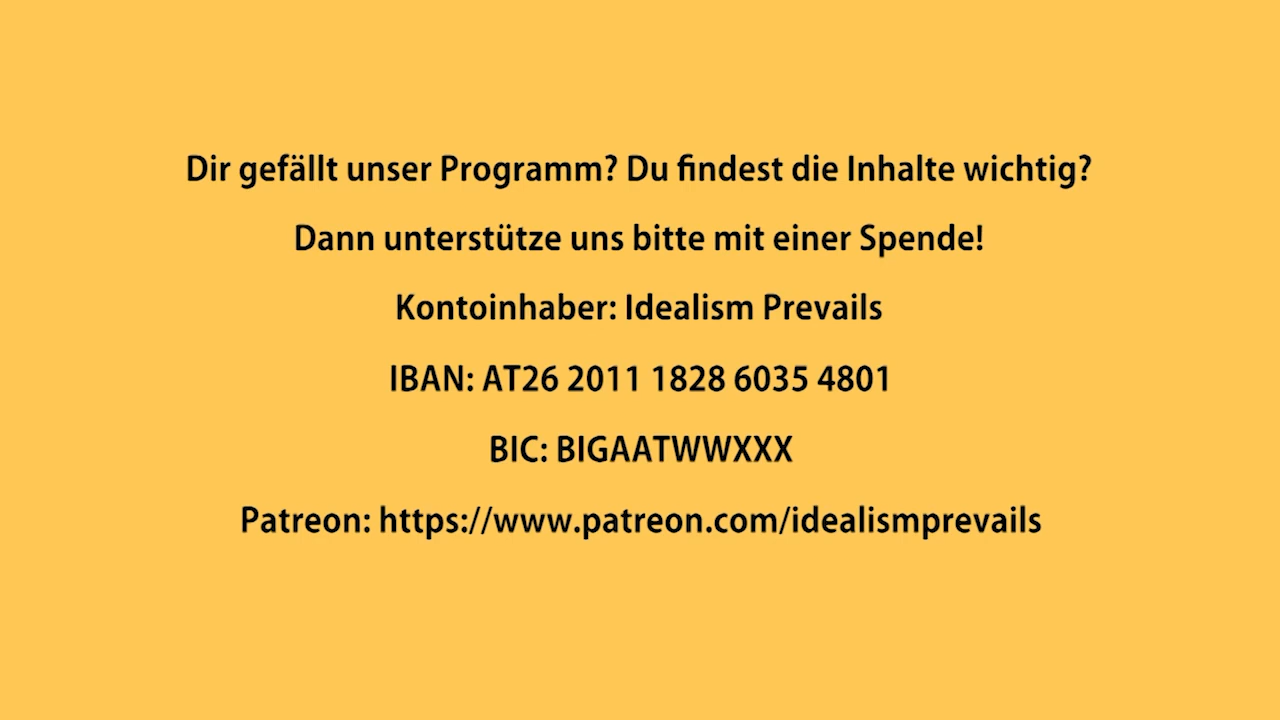 Dir gefällt unser Programm? Du findest die Inhalte wichtig?
Dann unterstütze uns bitte mit einer Spende!
Kontoinhaber: Idealism Prevails
IBAN: AT26 2011 1828 6035 4801
BIC: BIGAATWWXXX
Patreon: https://www.patreon.com/idealismprevails